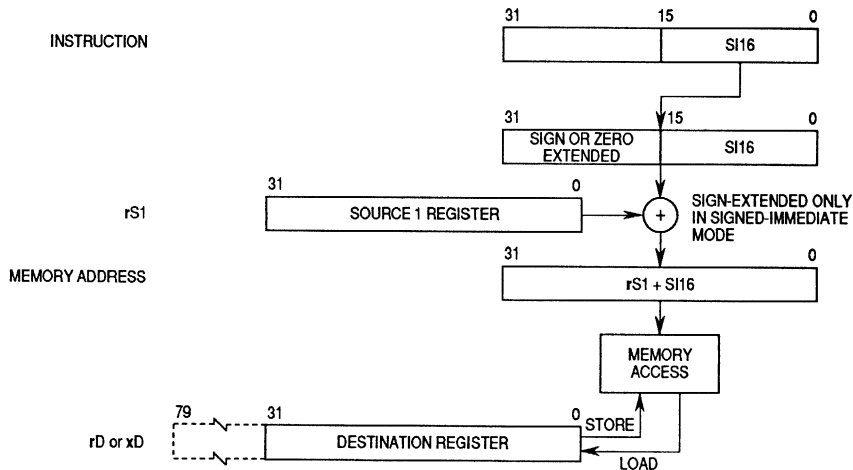 31 15 0
INSTRUCTION
SI16
31 15 0
SIGN OR ZERO
EXTENDED
SI16
31 0
rS1
SOURCE 1 REGISTER
+
SIGN-EXTENDED ONLY
IN SIGNED-IMMEDIATE
MODE
31 0
MEMORY ADDRESS
rS1 + SI16
MEMORY
ACCESS
79 31 0
STORE
rD or xD
DESTINATION REGISTER
LOAD